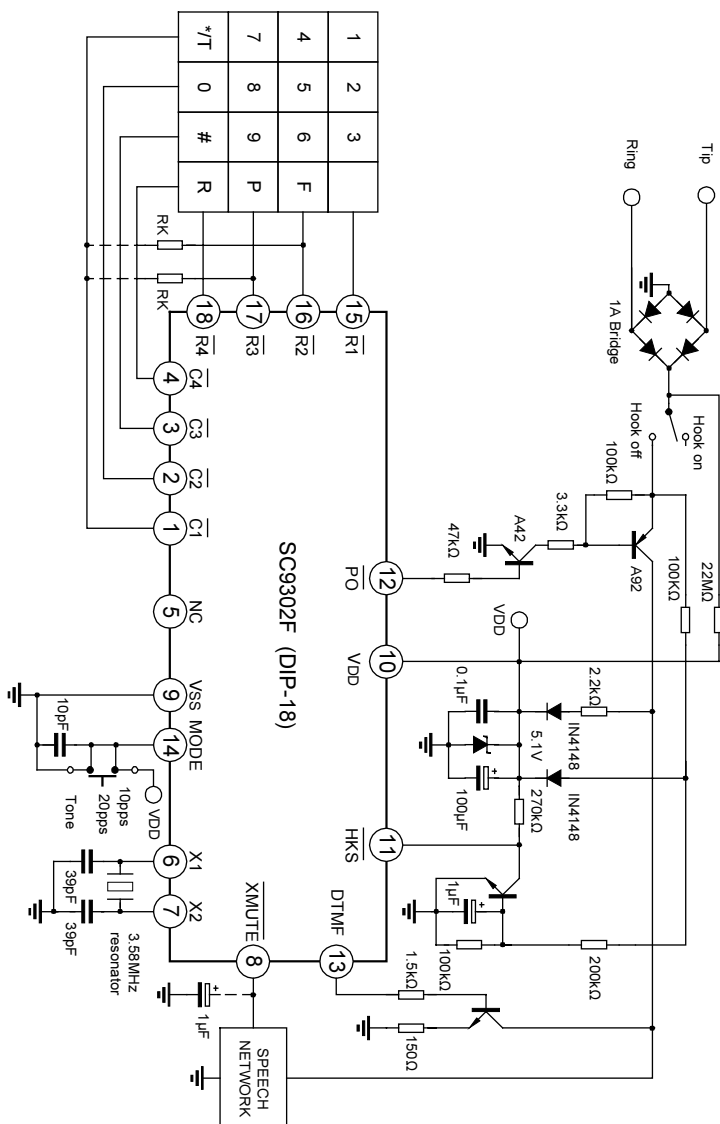 Tip
Ring
1A Bridge
Hook on
Hook off
22MΩ
100KΩ
100kΩ
A92
3.3kΩ
A42
47kΩ
VDD
2.2kΩ
IN4148
IN4148
0.1µF
5.1V
+
100µF
270kΩ
+
1µF
100kΩ
200kΩ
1.5kΩ
150Ω
SPEECH
NETWORK
+
1µF
1 2 3
4 5 6 F
7 8 9 P
*/T 0 # R
RK
RK
15 R1
16 R2
17 R3
18 R4
12 PO
10 VDD
11 HKS
13 DTMF
8 XMUTE
SC9302F (DIP-18)
4 C4
3 C3
2 C2
1 C1
5 NC
9 VSS
14 MODE
6 X1
7 X2
10pF
10pps
20pps
Tone
VDD
39pF
39pF
3.58MHz
resonator